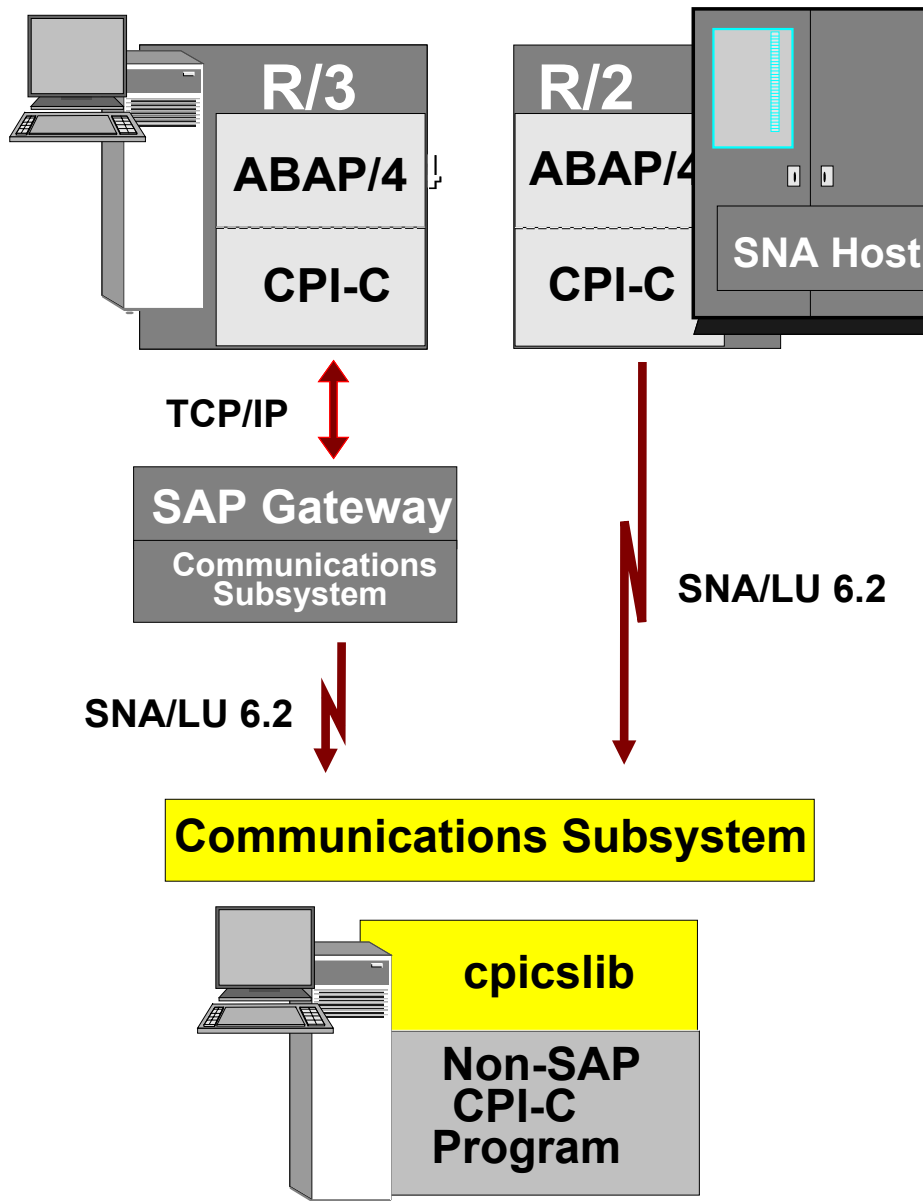 R/3
ABAP/4
CPI-C
R/2
ABAP/4
CPI-C
SNA Host
TCP/IP
SAP Gateway
Communications
Subsystem
SNA/LU 6.2
SNA/LU 6.2
Communications Subsystem
cpicslib
Non-SAP
CPI-C
Program